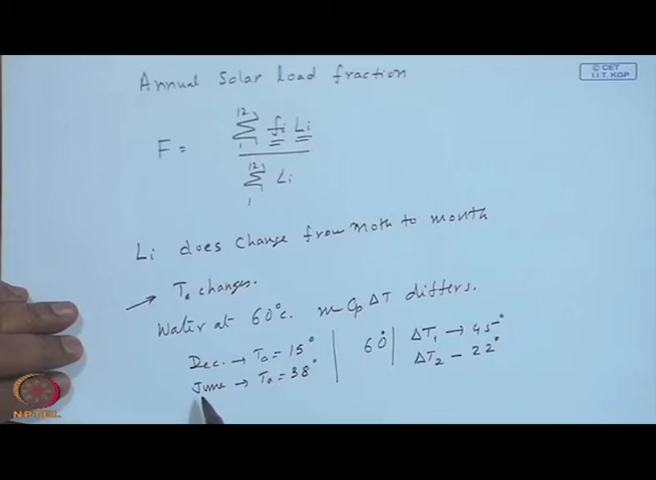 Annual Solar load fraction
© CET
I.I.T. KGP
F = 12 Σ 1 fi Li / 12 Σ 1 Li
Li does change from moth to month
Ta changes.
Water at 60°c. m Cp ΔT differs.
Dec. → Ta = 15° | 60° | ΔT1 → 45°
June → Ta = 38° ΔT2 – 22°
NPTEL